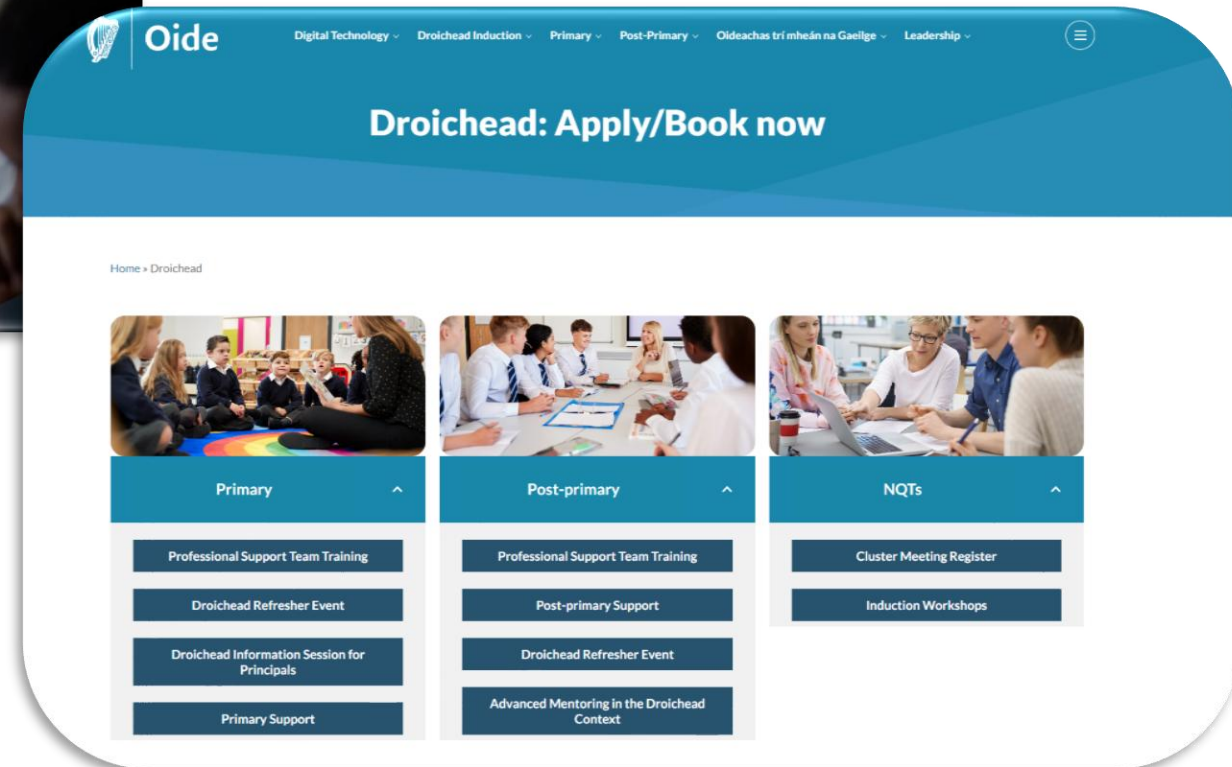 Oide
Digital Technology Droichead Induction Primary Post-Primary Oideachas trí mheán na Gaeilge Leadership
Droichead: Apply/Book now
Home » Droichead
Primary
Professional Support Team Training
Droichead Refresher Event
Droichead Information Session for
Principals
Primary Support
Post-primary
Professional Support Team Training
Post-primary Support
Droichead Refresher Event
Advanced Mentoring in the Droichead
Context
NQTs
Cluster Meeting Register
Induction Workshops